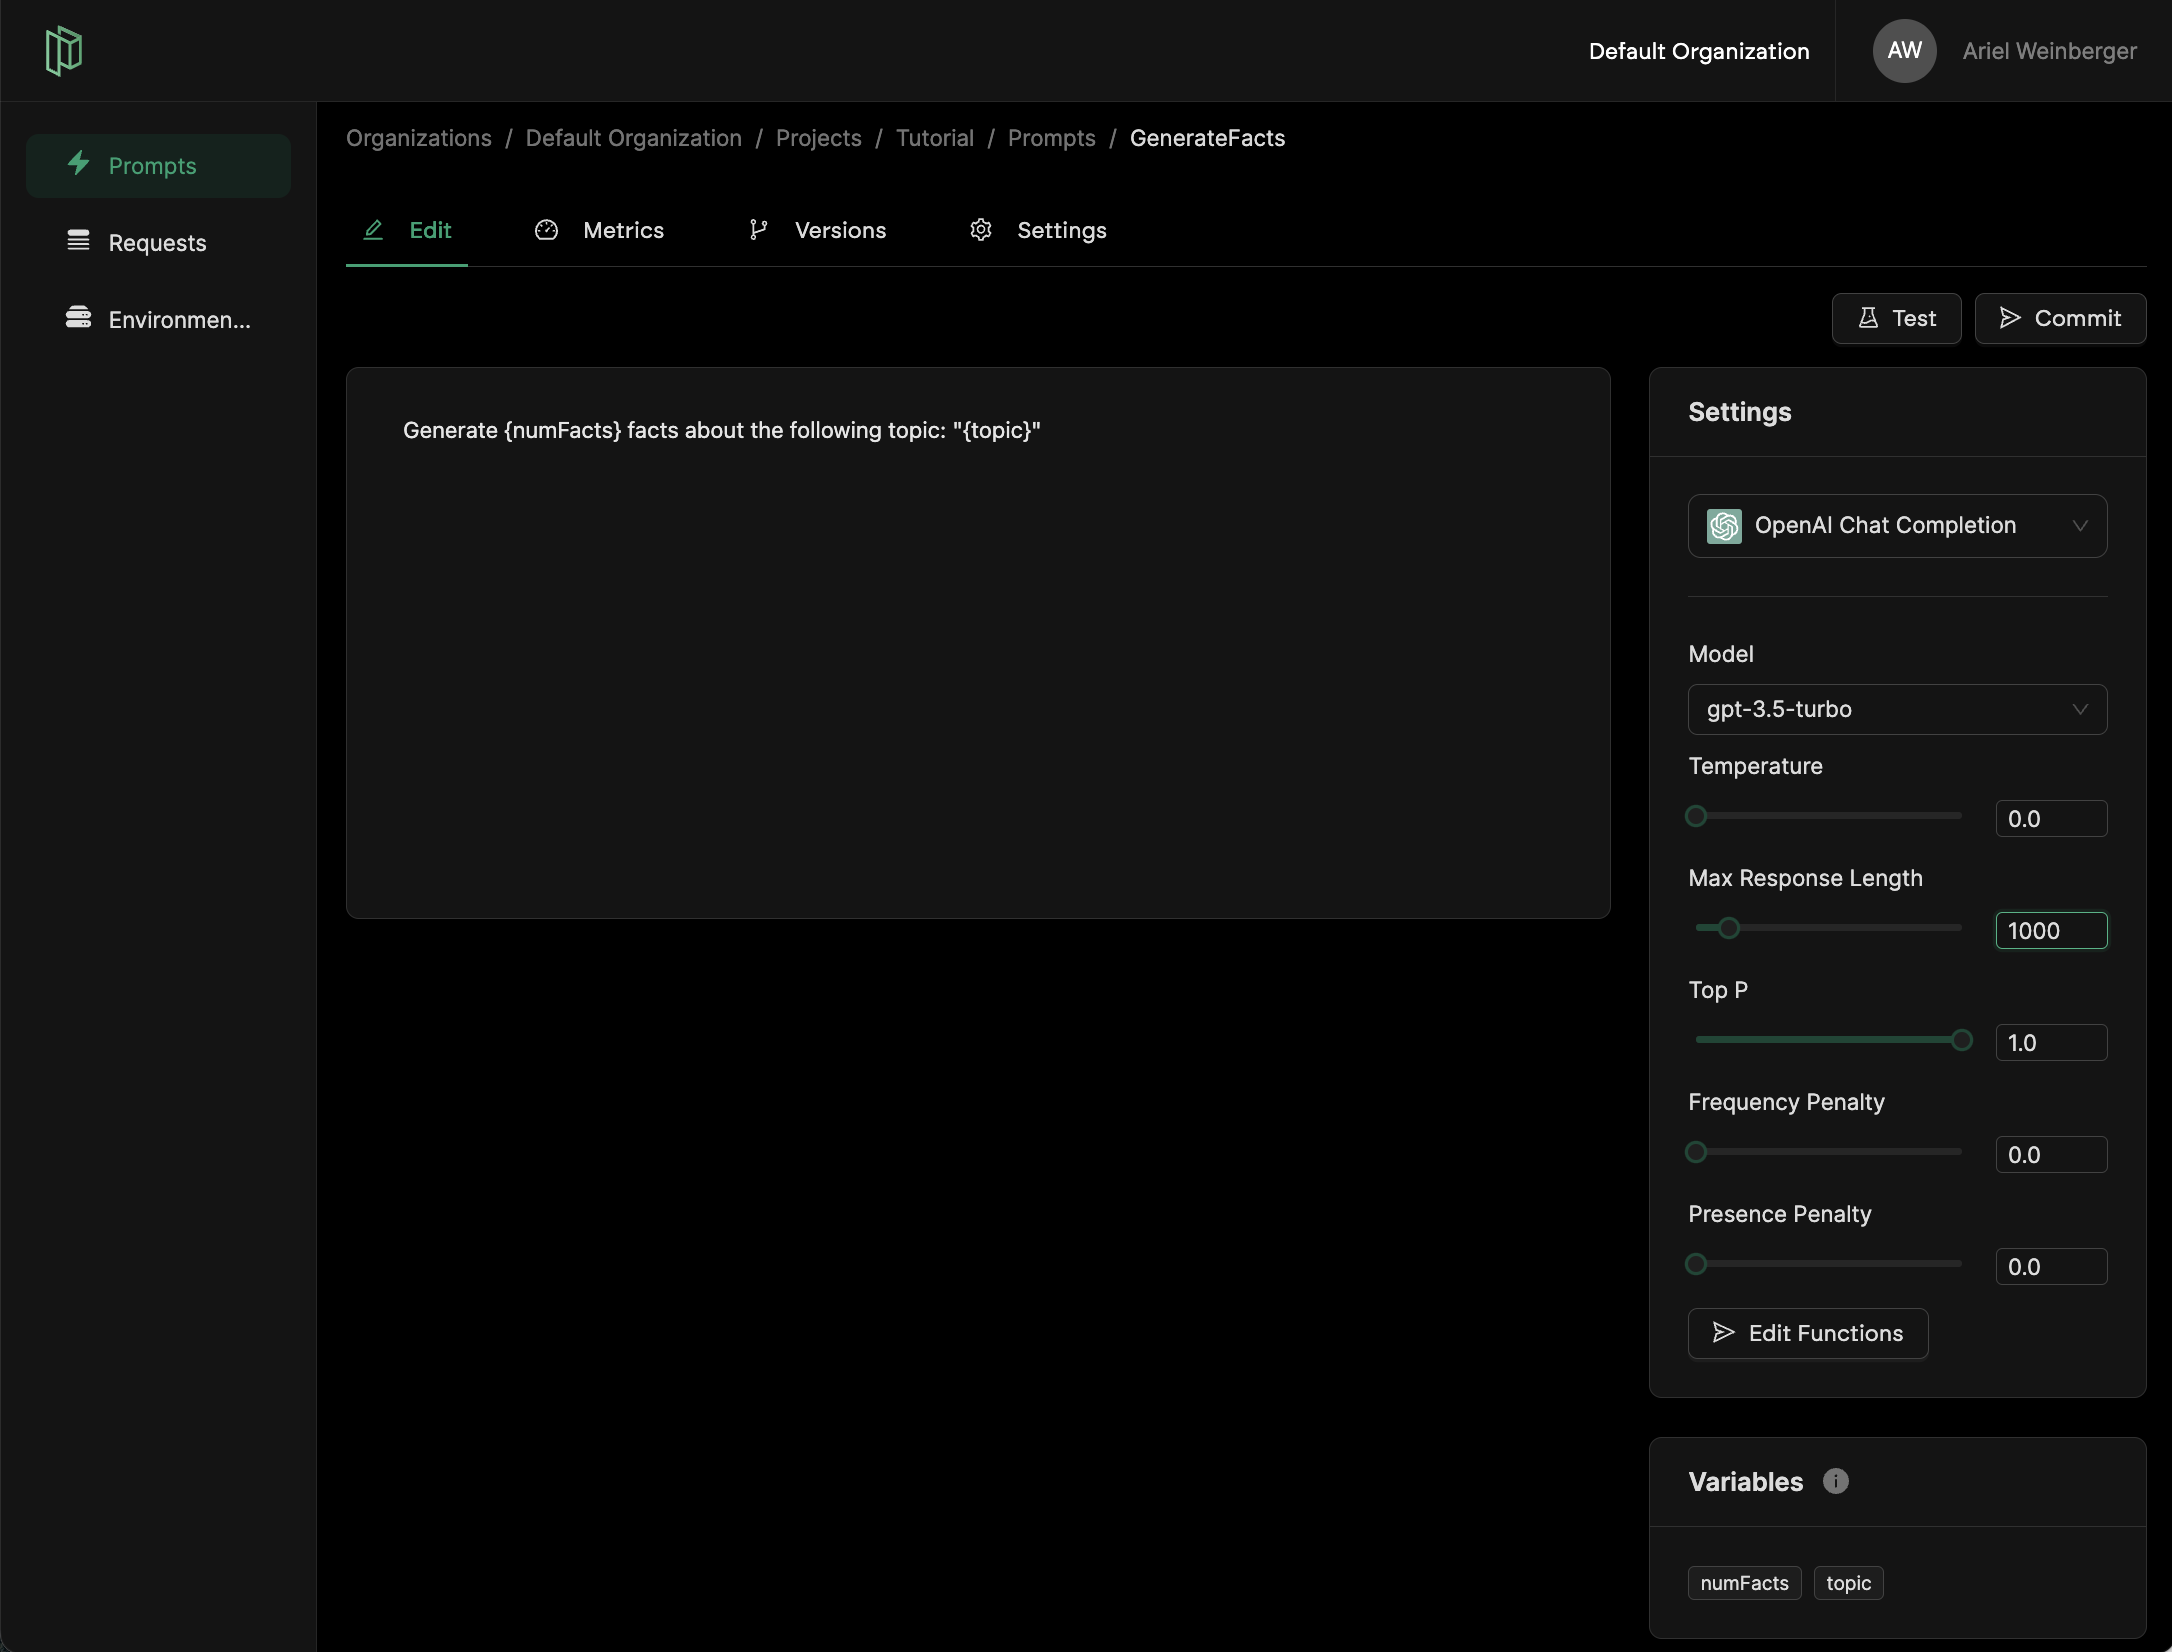 Default Organization
AW
Ariel Weinberger
Prompts
Requests
Environmen...
Organizations / Default Organization / Projects / Tutorial / Prompts / GenerateFacts
Edit
Metrics
Versions
Settings
Test
Commit
Generate {numFacts} facts about the following topic: "{topic}"
Settings
OpenAI Chat Completion
Model
gpt-3.5-turbo
Temperature
0.0
Max Response Length
1000
Top P
1.0
Frequency Penalty
0.0
Presence Penalty
0.0
Edit Functions
Variables
numFacts
topic